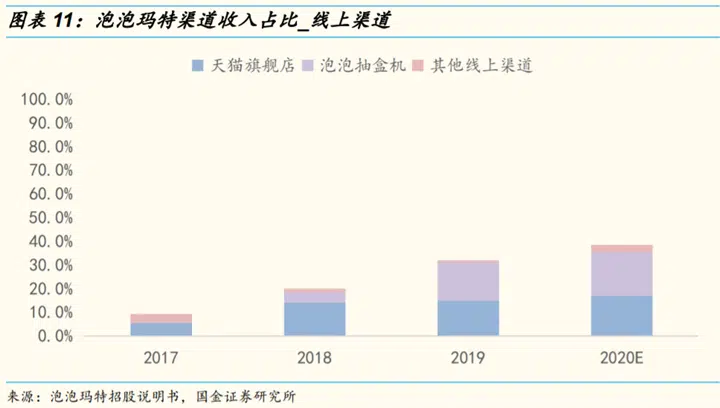 图表 11：泡泡玛特渠道收入占比_线上渠道
天猫旗舰店 泡泡抽盒机 其他线上渠道
100.0%
90.0%
80.0%
70.0%
60.0%
50.0%
40.0%
30.0%
20.0%
10.0%
0.0%
2017 2018 2019 2020E
来源：泡泡玛特招股说明书，国金证券研究所